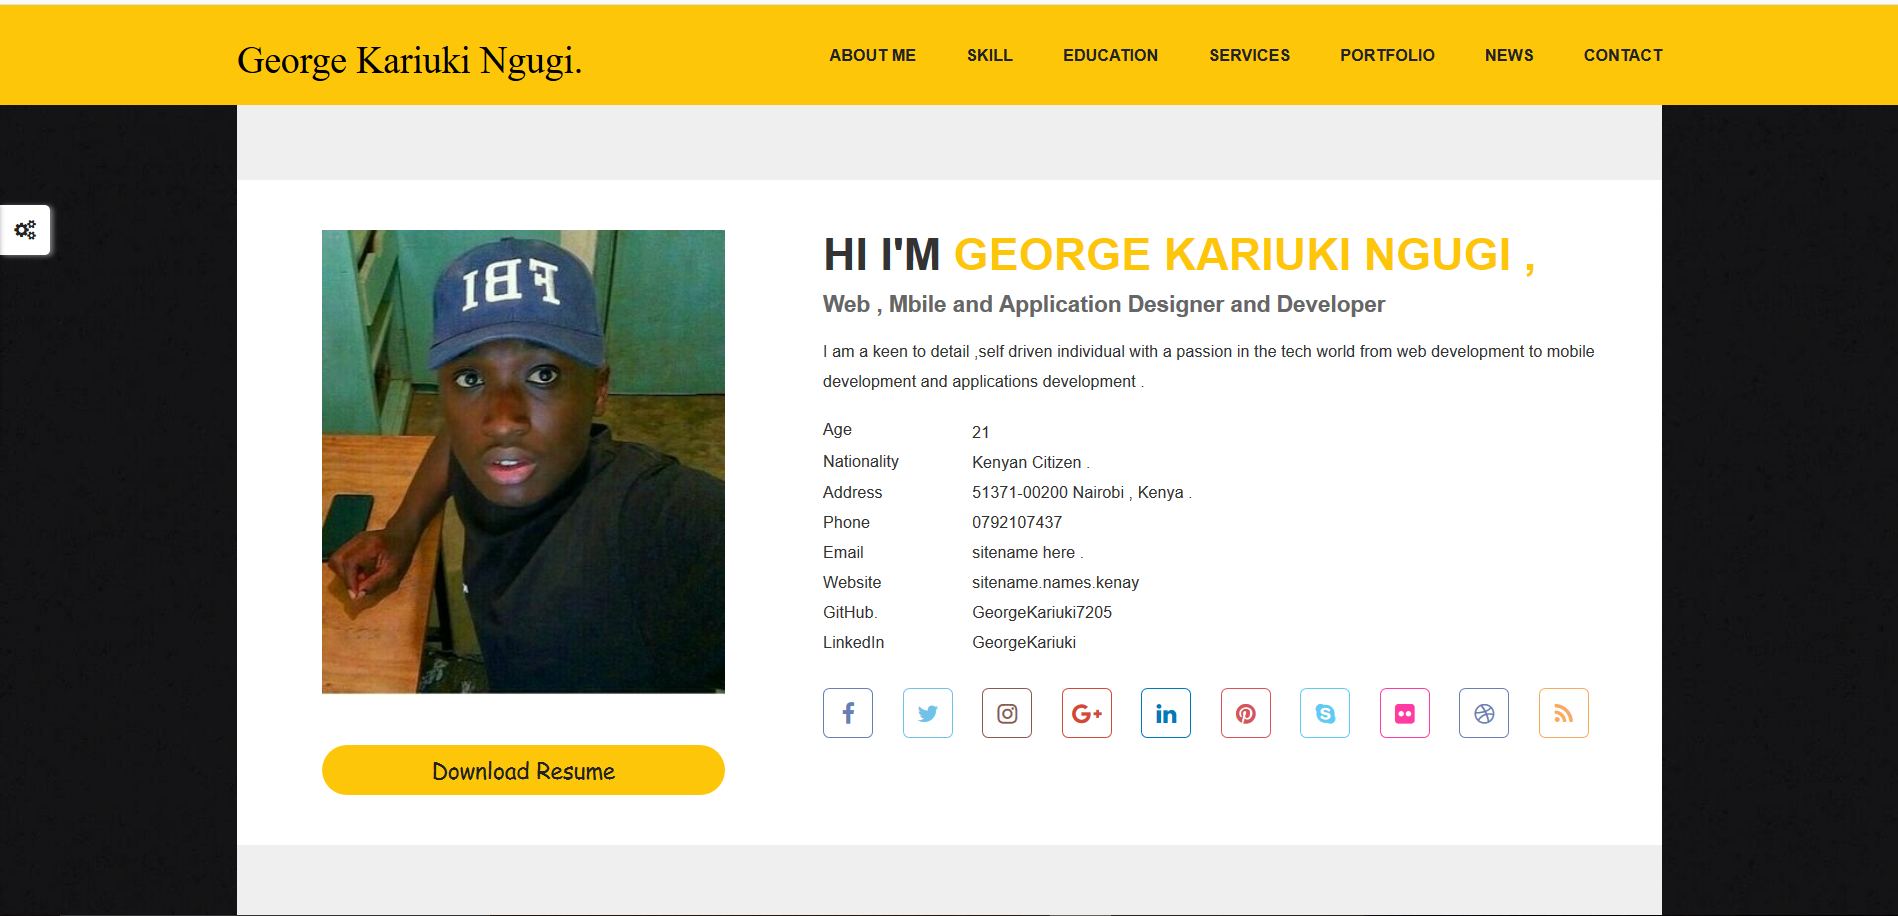 George Kariuki Ngugi.
ABOUT ME SKILL EDUCATION SERVICES PORTFOLIO NEWS CONTACT
FBI
HI I'M GEORGE KARIUKI NGUGI ,
Web , Mbile and Application Designer and Developer
I am a keen to detail ,self driven individual with a passion in the tech world from web development to mobile
development and applications development .
Age 21
Nationality Kenyan Citizen .
Address 51371-00200 Nairobi , Kenya .
Phone 0792107437
Email sitename here .
Website sitename.names.kenay
GitHub. GeorgeKariuki7205
LinkedIn GeorgeKariuki
Download Resume